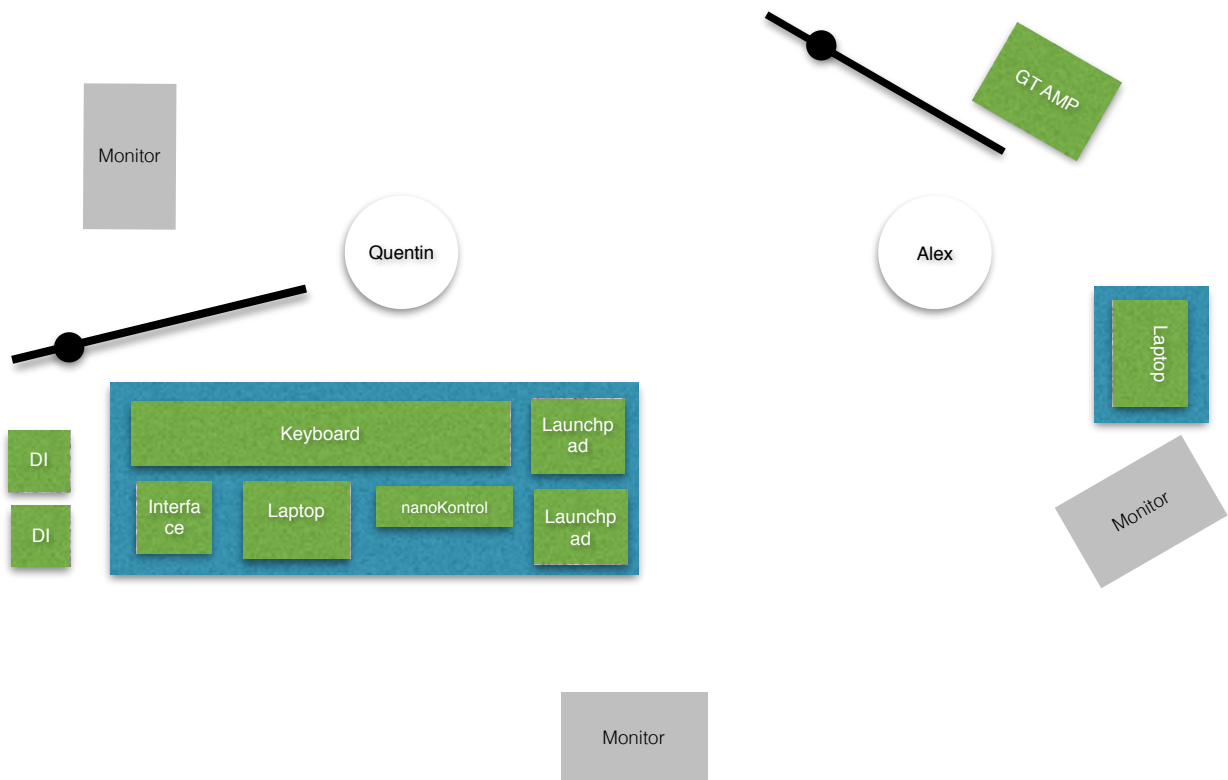 GT AMP
Monitor
Quentin
Alex
Laptop
Keyboard
Launchp
ad
DI
Interfa
ce
Laptop
nanoKontrol
Launchp
ad
DI
Monitor
Monitor